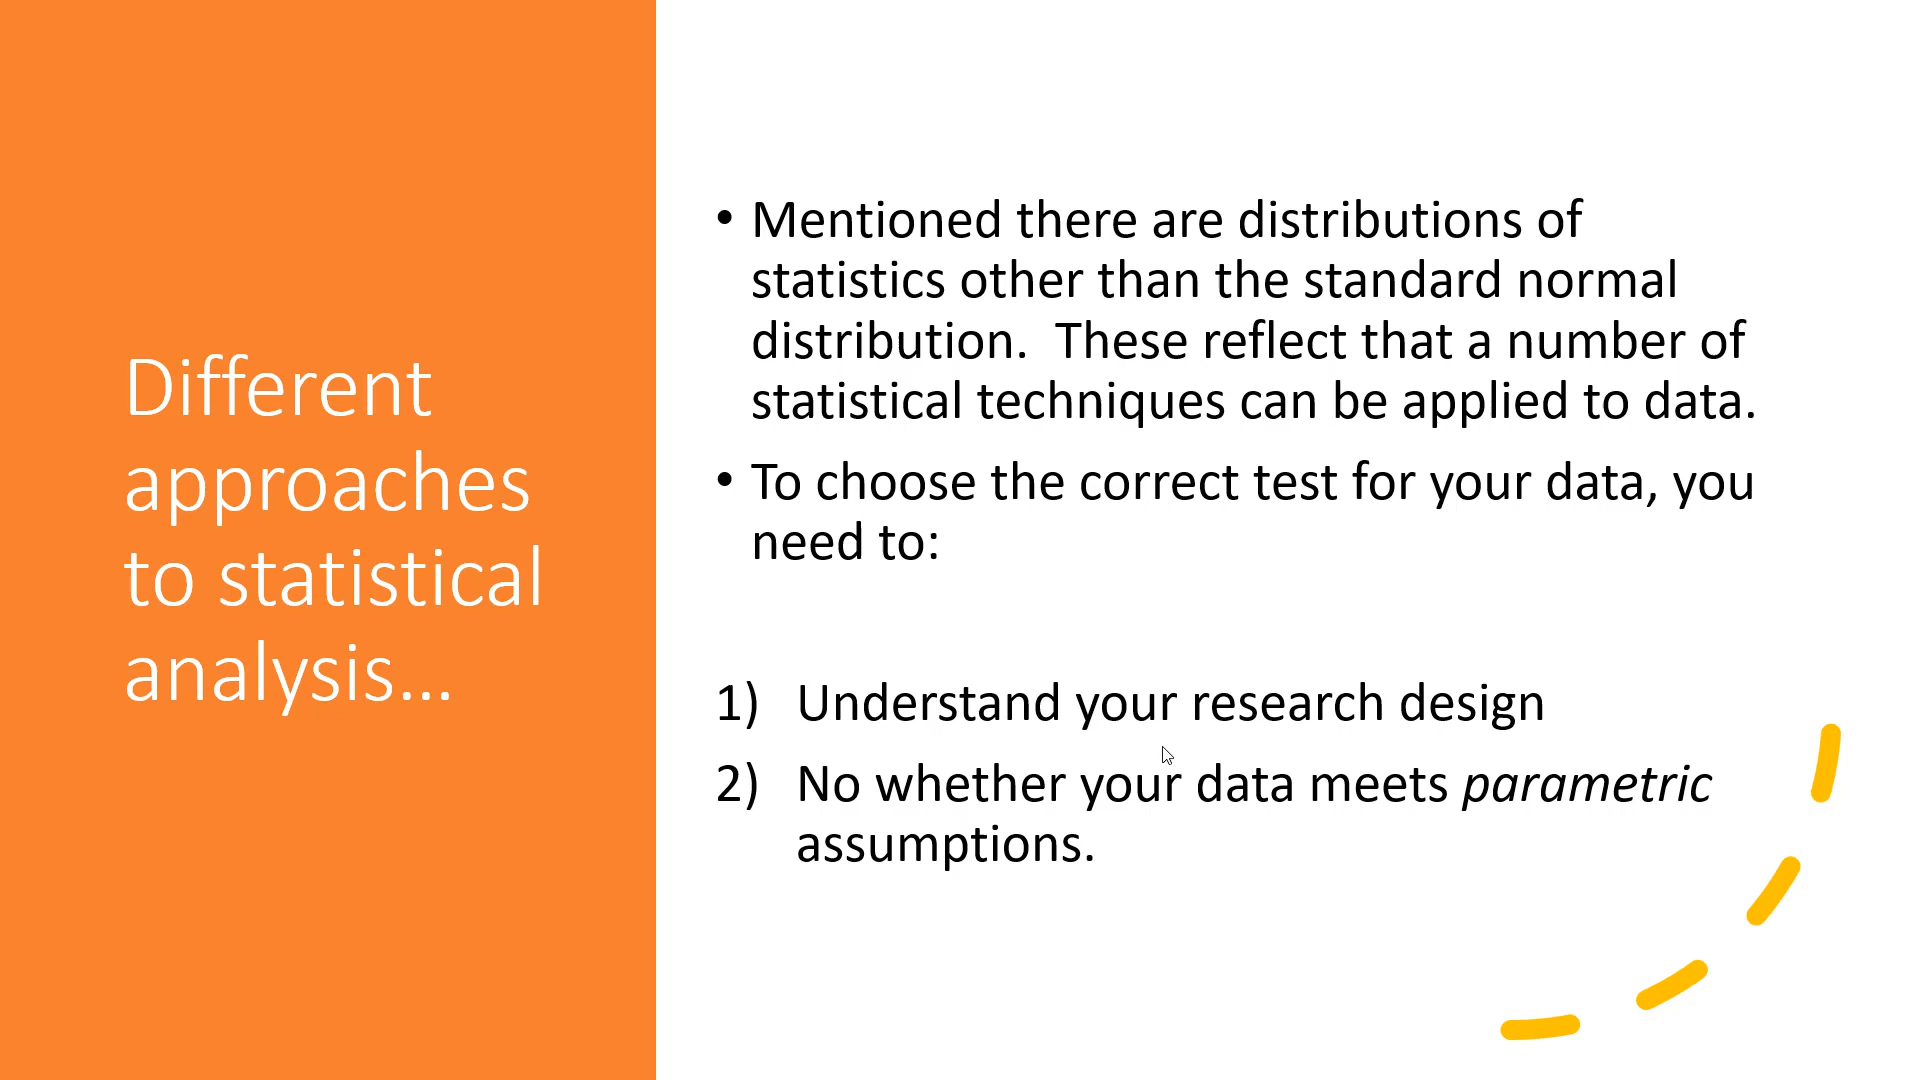 Different
approaches
to statistical
analysis...
• Mentioned there are distributions of
statistics other than the standard normal
distribution.  These reflect that a number of
statistical techniques can be applied to data.
• To choose the correct test for your data, you
need to:
1) Understand your research design
2) No whether your data meets parametric
assumptions.